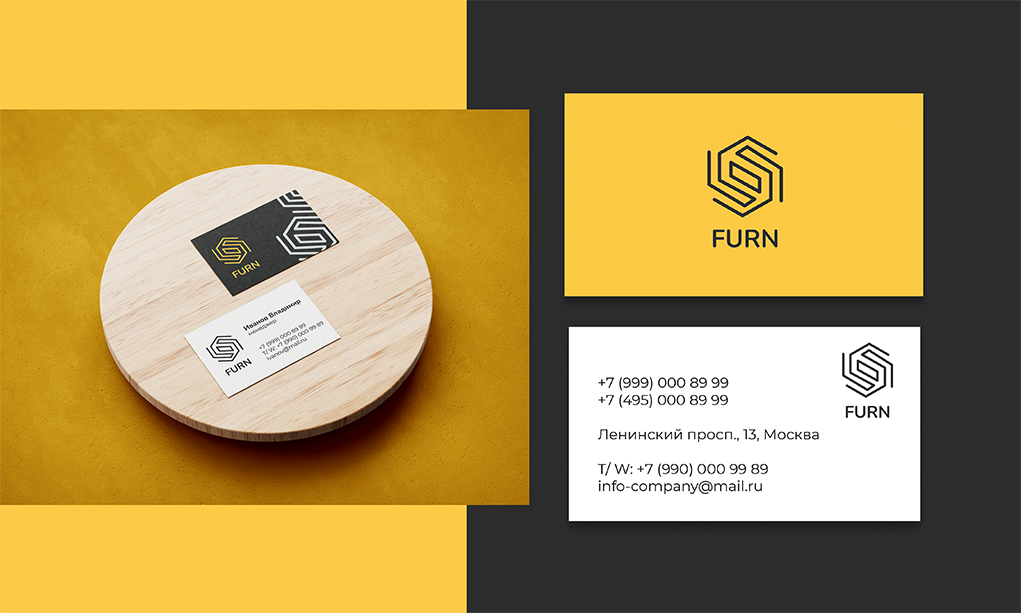 FURN
Иванов Владимир
менеджер
+7 (999) 000 89 99
T/ W: +7 (990) 000 99 89
ivanov@mail.ru
FURN
FURN
+7 (999) 000 89 99
+7 (495) 000 89 99
Ленинский просп., 13, Москва
T/ W: +7 (990) 000 99 89
info-company@mail.ru
FURN